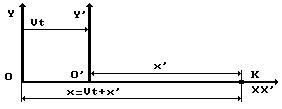 Y Y'
Vt
x'
O O' K
x=Vt+x' XX'